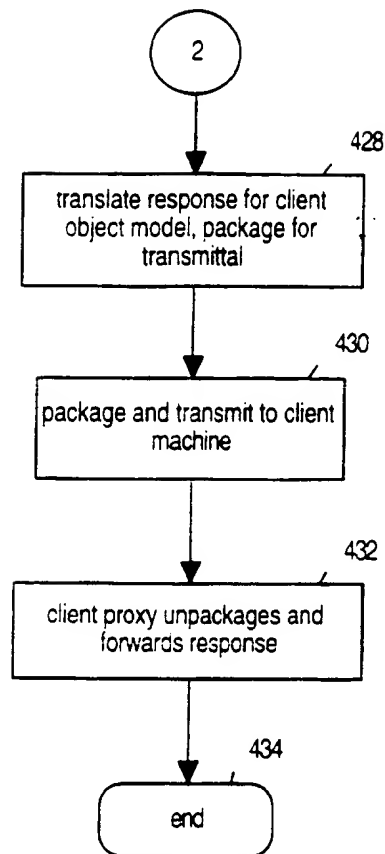 2
428
translate response for client
object model, package for
transmittal
430
package and transmit to client
machine
432
client proxy unpackages and
forwards response
434
end